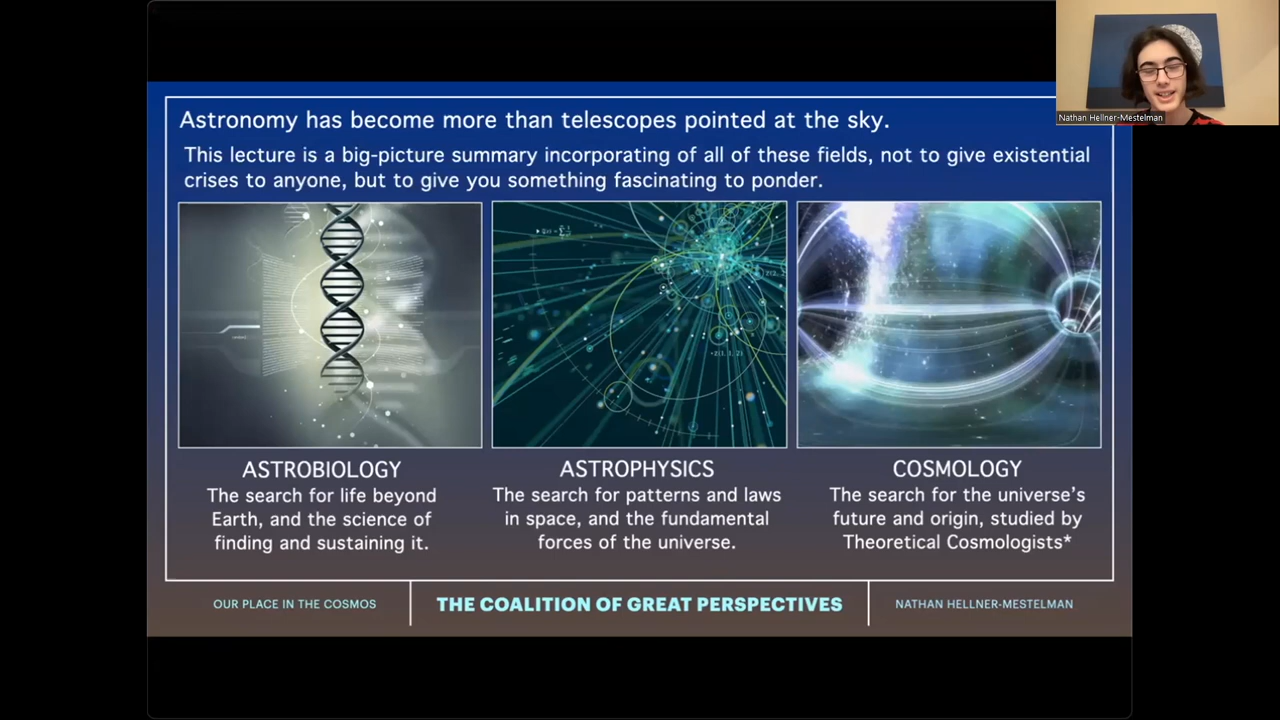 Nathan Hellner-Mestelman
Astronomy has become more than telescopes pointed at the sky.
This lecture is a big-picture summary incorporating of all of these fields, not to give existential
crises to anyone, but to give you something fascinating to ponder.
ASTROBIOLOGY
The search for life beyond
Earth, and the science of
finding and sustaining it.
ASTROPHYSICS
The search for patterns and laws
in space, and the fundamental
forces of the universe.
COSMOLOGY
The search for the universe's
future and origin, studied by
Theoretical Cosmologists*
OUR PLACE IN THE COSMOS
THE COALITION OF GREAT PERSPECTIVES
NATHAN HELLNER-MESTELMAN